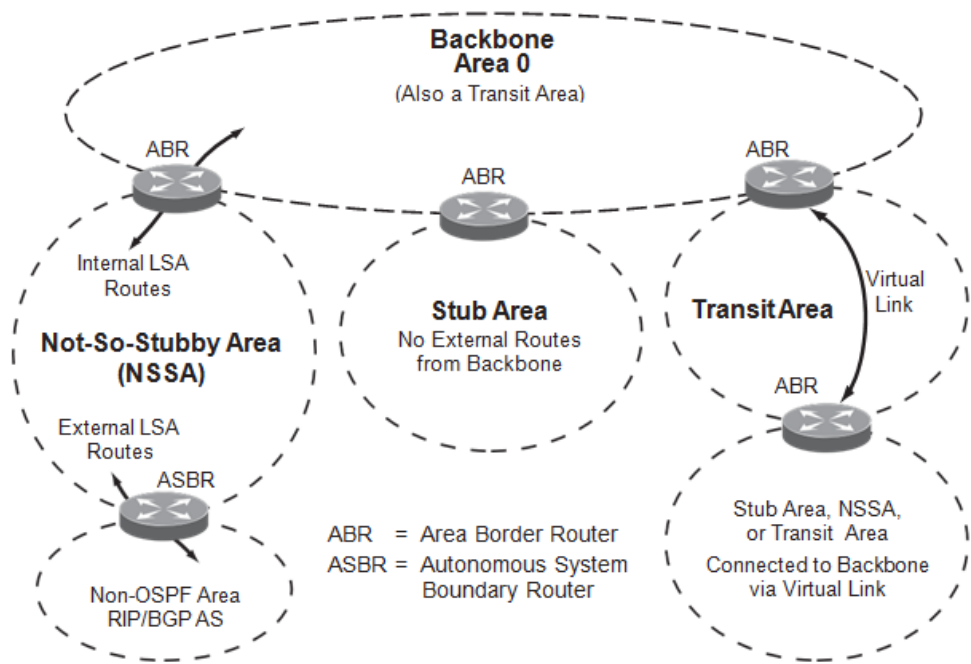 Backbone
Area 0
(Also a Transit Area)
ABR
ABR
ABR
Internal LSA
Routes
Not-So-Stubby Area
(NSSA)
External LSA
Routes
ASBR
Non-OSPF Area
RIP/BGP AS
Stub Area
No External Routes
from Backbone
Transit Area
Virtual
Link
ABR
Stub Area, NSSA,
or Transit Area
Connected to Backbone
via Virtual Link
ABR = Area Border Router
ASBR = Autonomous System
Boundary Router